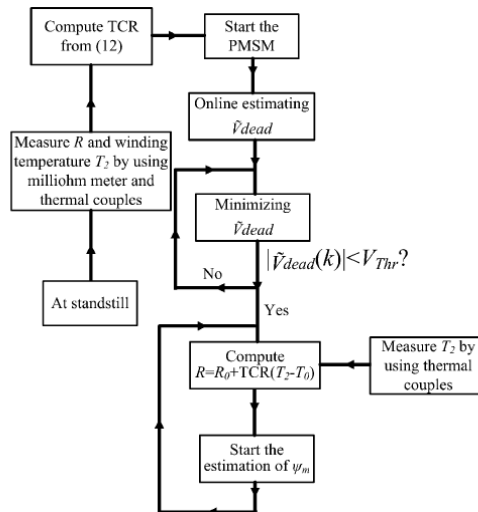 Compute TCR
from (12)
Start the
PMSM
Online estimating
Ṽdead
Measure R and winding
temperature T₂ by using
milliohm meter and
thermal couples
Minimizing
Ṽdead
|Ṽdead(k)|<V_Thr?
No
At standstill
Yes
Compute
R=R₀+TCR(T₂-T₀)
Measure T₂ by
using thermal
couples
Start the
estimation of ψₘ